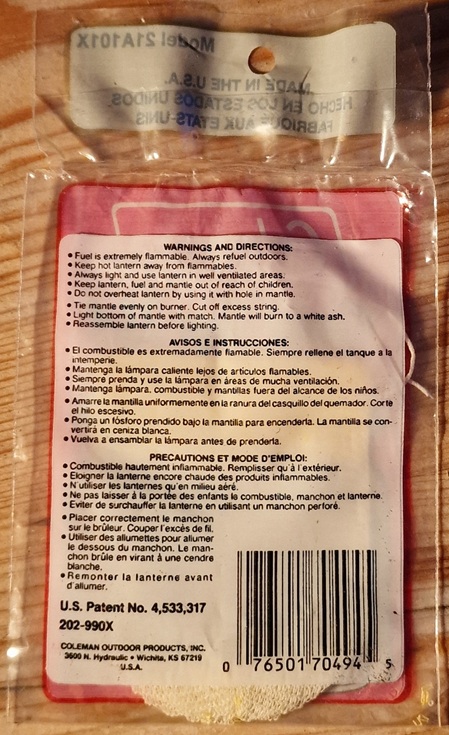 Model 21A101X
MADE IN THE U.S.A.
HECHO EN LOS ESTADOS UNIDOS
FABRIQUÉ AUX ETATS-UNIS
WARNINGS AND DIRECTIONS:
• Fuel is extremely flammable. Always refuel outdoors.
• Keep hot lantern away from flammables.
• Always light and use lantern in well ventilated areas.
• Keep lantern, fuel and mantle out of reach of children.
• Do not overheat lantern by using it with hole in mantle.
• Tie mantle evenly on burner. Cut off excess string.
• Light bottom of mantle with match. Mantle will burn to a white ash.
• Reassemble lantern before lighting.
AVISOS E INSTRUCCIONES:
• El combustible es extremadamente flamable. Siempre rellene el tanque a la
intemperie.
• Mantenga la lámpara caliente lejos de artículos flamables.
• Siempre prenda y use la lámpara en áreas de mucha ventilación.
• Mantenga lámpara, combustible y mantillas fuera del alcance de los niños.
• Amarre la mantilla uniformemente en la ranura del casquillo del quemador. Corte
el hilo escesivo.
• Ponga un fósforo prendido bajo la mantilla para encenderla. La mantilla se con-
vertirá en ceniza blanca.
• Vuelva a ensamblar la lámpara antes de prenderla.
PRECAUTIONS ET MODE D'EMPLOI:
• Combustible hautement inflammable. Remplisser qu'à l'extérieur.
• Eloigner la lanterne encore chaude des produits inflammables.
• N'utiliser les lanternes qu'en milieu aéré.
• Ne pas laisser à la portée des enfants le combustible, manchon et lanterne.
• Eviter de surchauffer la lanterne en utilisant un manchon perforé.
• Placer correctement le manchon
sur le brûleur. Couper l'excés de fil.
• Utiliser des allumettes pour allumer
le dessous du manchon. Le man-
chon brûle en virant à une cendre
blanche.
• Remonter la lanterne avant
d'allumer.
U.S. Patent No. 4,533,317
202-990X
COLEMAN OUTDOOR PRODUCTS, INC.
3600 N. Hydraulic • Wichita, KS 67219
U.S.A.
0 76501 70494 5